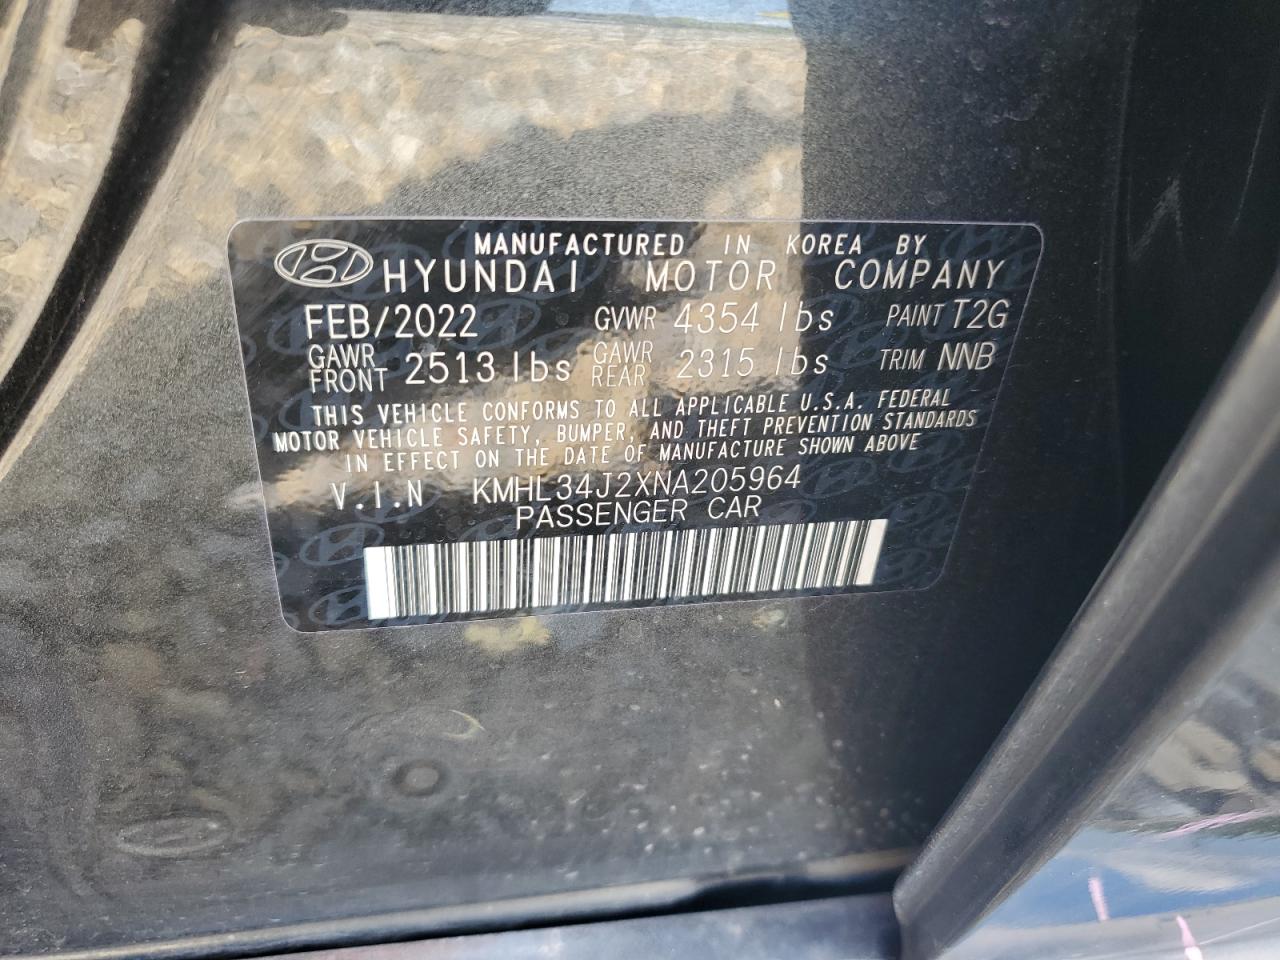 MANUFACTURED IN KOREA BY
HYUNDAI MOTOR COMPANY
FEB/2022 GVWR 4354 lbs PAINT T2G
GAWR FRONT 2513 lbs GAWR REAR 2315 lbs TRIM NNB
THIS VEHICLE CONFORMS TO ALL APPLICABLE U.S.A. FEDERAL
MOTOR VEHICLE SAFETY, BUMPER, AND THEFT PREVENTION STANDARDS
IN EFFECT ON THE DATE OF MANUFACTURE SHOWN ABOVE
V.I.N KMHL34J2XNA205964
PASSENGER CAR